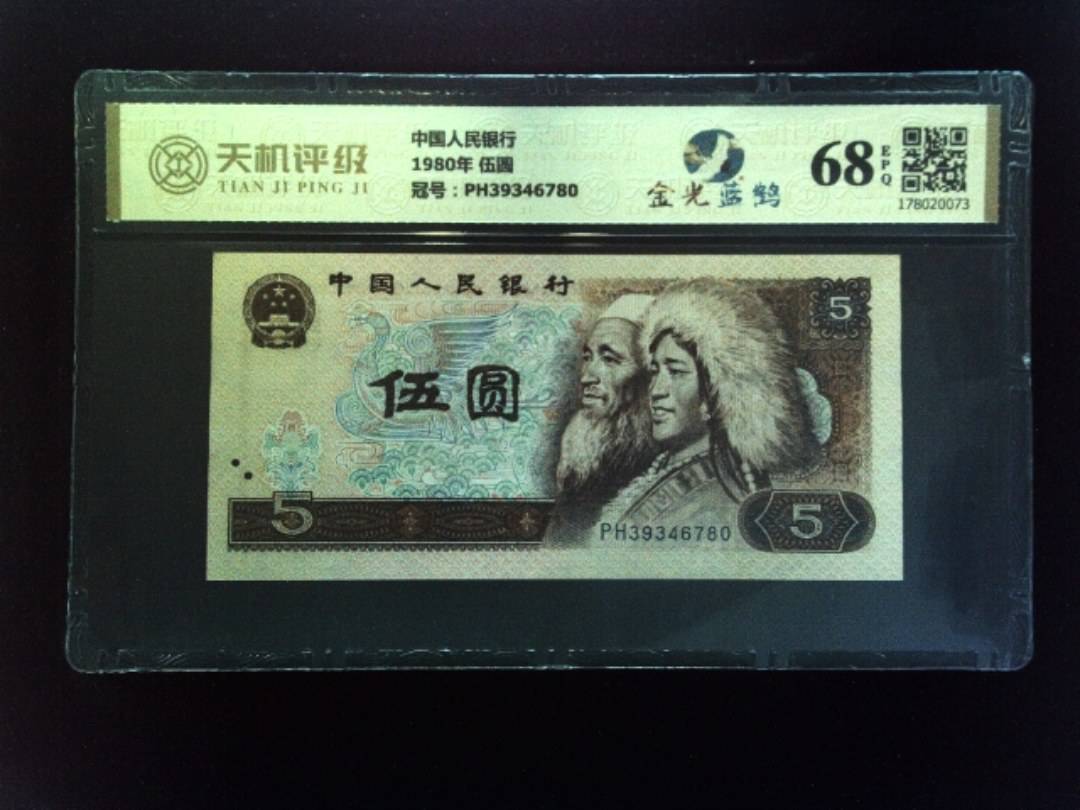 天机评级
TIAN JI PING JI
中国人民银行
1980年 伍圆
冠号：PH39346780
金光蓝鹤
68
EPQ
178020073
中国人民银行
5
伍圆
5
PH39346780
5